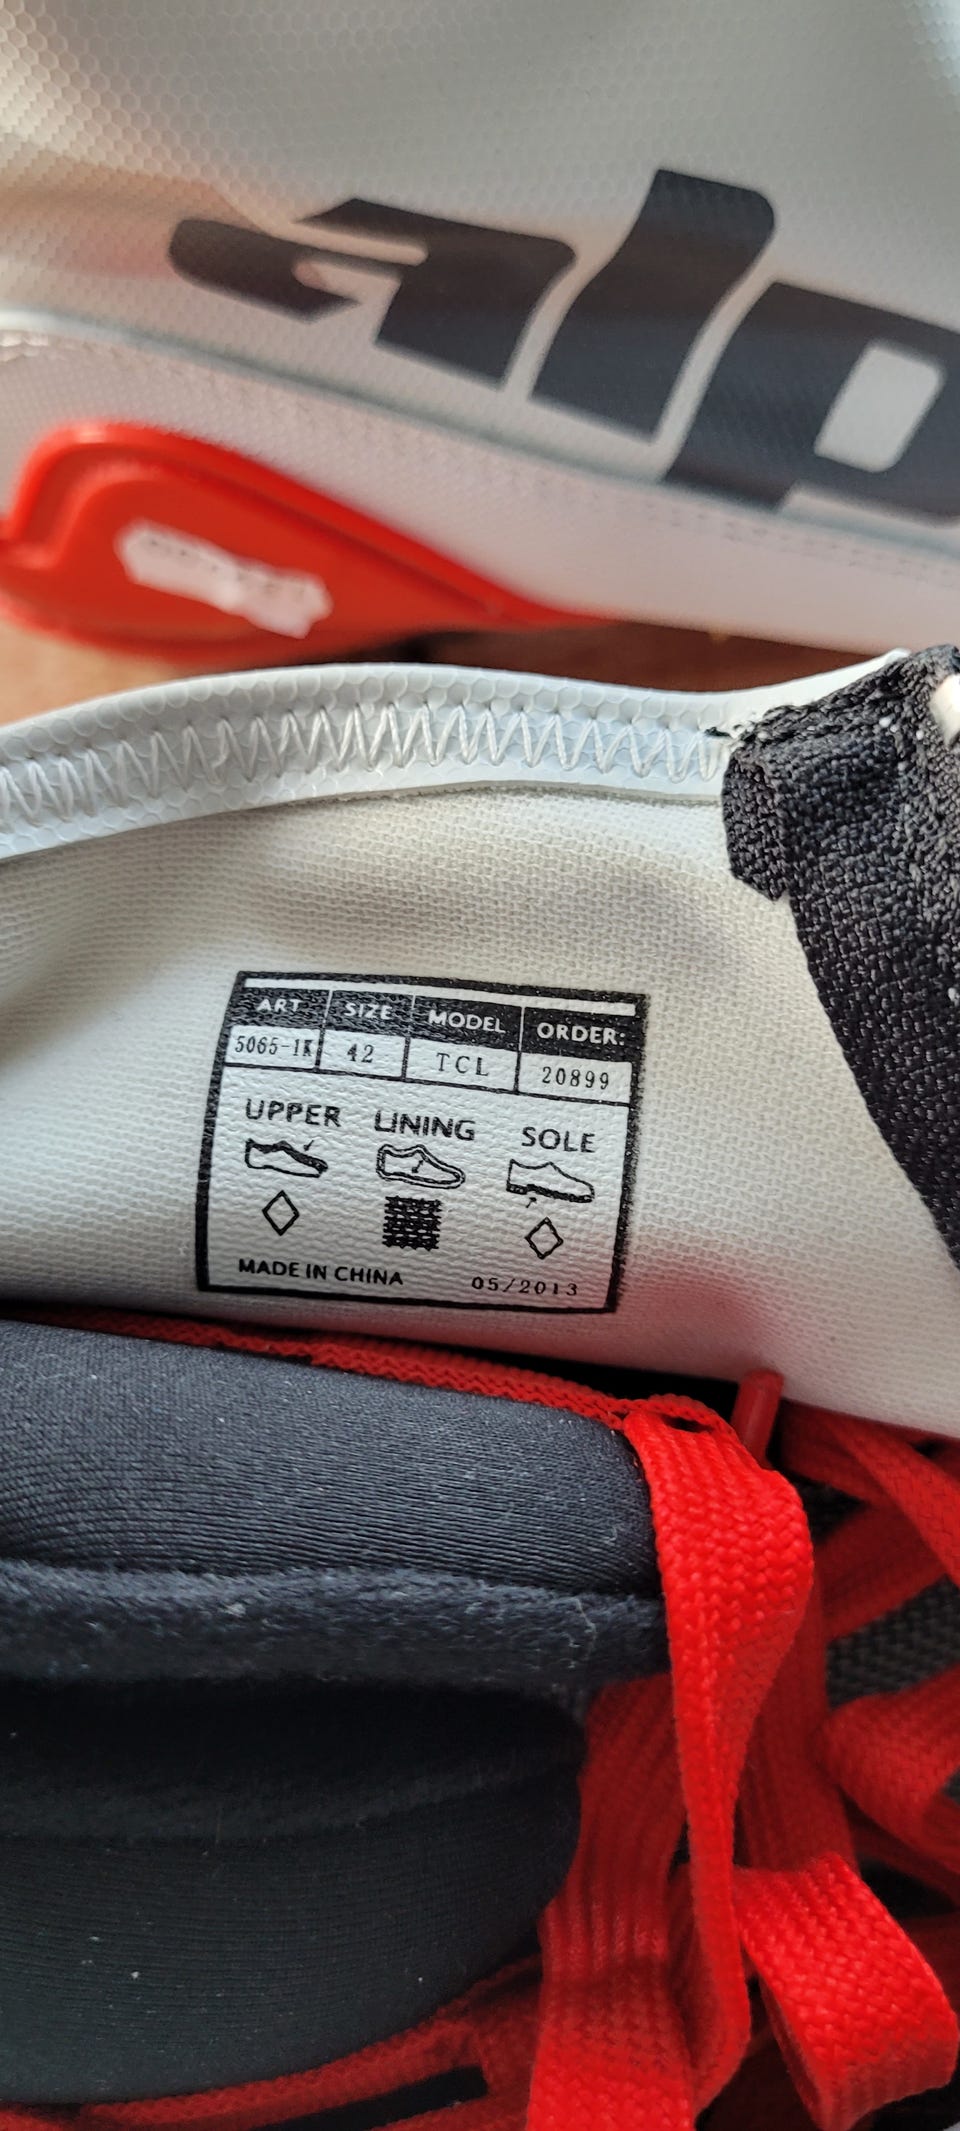 alp
ART SIZE MODEL ORDER:
5065-1K 42 TCL 20899
UPPER LINING SOLE
MADE IN CHINA 05/2013